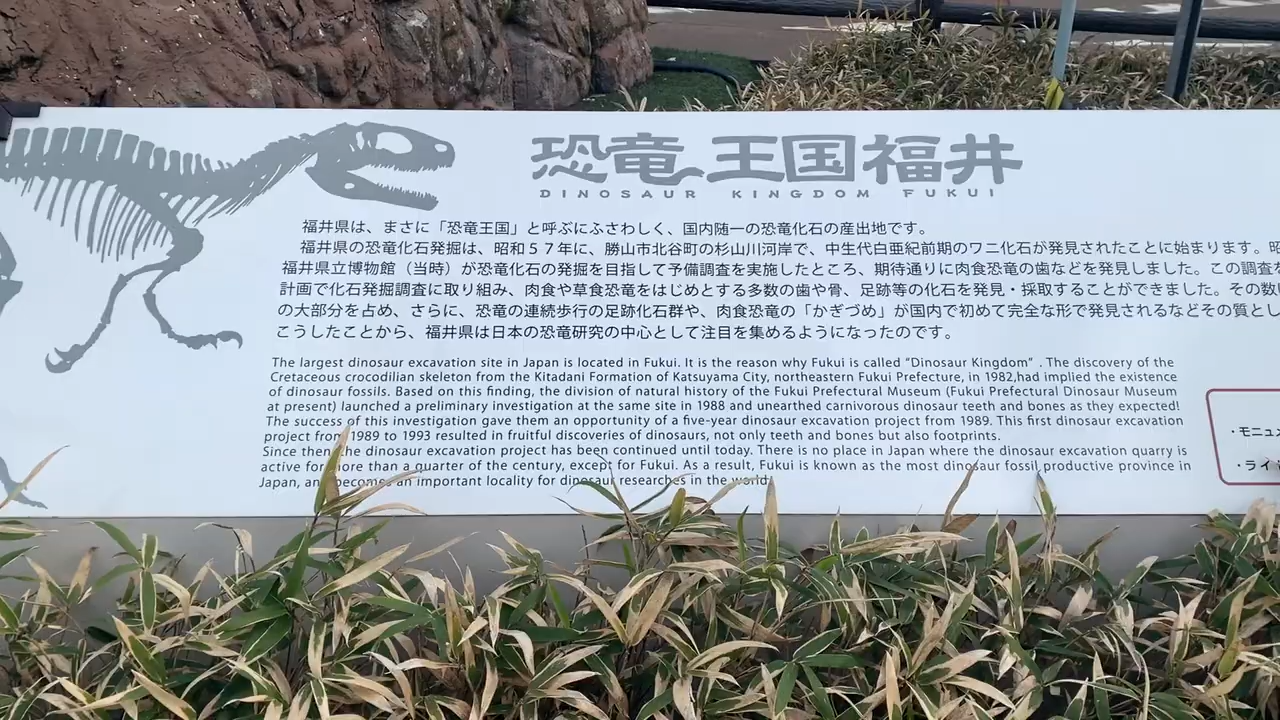 恐竜王国福井
DINOSAUR KINGDOM FUKUI
福井県は、まさに「恐竜王国」と呼ぶにふさわしく、国内随一の恐竜化石の産出地です。
福井県の恐竜化石発掘は、昭和５７年に、勝山市北谷町の杉山川河岸で、中生代白亜紀前期のワニ化石が発見されたことに始まります。昭
福井県立博物館（当時）が恐竜化石の発掘を目指して予備調査を実施したところ、期待通りに肉食恐竜の歯などを発見しました。この調査を
計画で化石発掘調査に取り組み、肉食や草食恐竜をはじめとする多数の歯や骨、足跡等の化石を発見・採取することができました。その数
の大部分を占め、さらに、恐竜の連続歩行の足跡化石群や、肉食恐竜の「かぎづめ」が国内で初めて完全な形で発見されるなどその質とし
こうしたことから、福井県は日本の恐竜研究の中心として注目を集めるようになったのです。
The largest dinosaur excavation site in Japan is located in Fukui. It is the reason why Fukui is called “Dinosaur Kingdom” . The discovery of the
Cretaceous crocodilian skeleton from the Kitadani Formation of Katsuyama City, northeastern Fukui Prefecture, in 1982,had implied the existence
of dinosaur fossils. Based on this finding, the division of natural history of the Fukui Prefectural Museum (Fukui Prefectural Dinosaur Museum
at present) launched a preliminary investigation at the same site in 1988 and unearthed carnivorous dinosaur teeth and bones as they expected!
The success of this investigation gave them an opportunity of a five-year dinosaur excavation project from 1989. This first dinosaur excavation
project from 1989 to 1993 resulted in fruitful discoveries of dinosaurs, not only teeth and bones but also footprints.
Since then, the dinosaur excavation project has been continued until today. There is no place in Japan where the dinosaur excavation quarry is
active for more than a quarter of the century, except for Fukui. As a result, Fukui is known as the most dinosaur fossil productive province in
Japan, and becomes an important locality for dinosaur researches in the world!
・モニュメ
・ライ